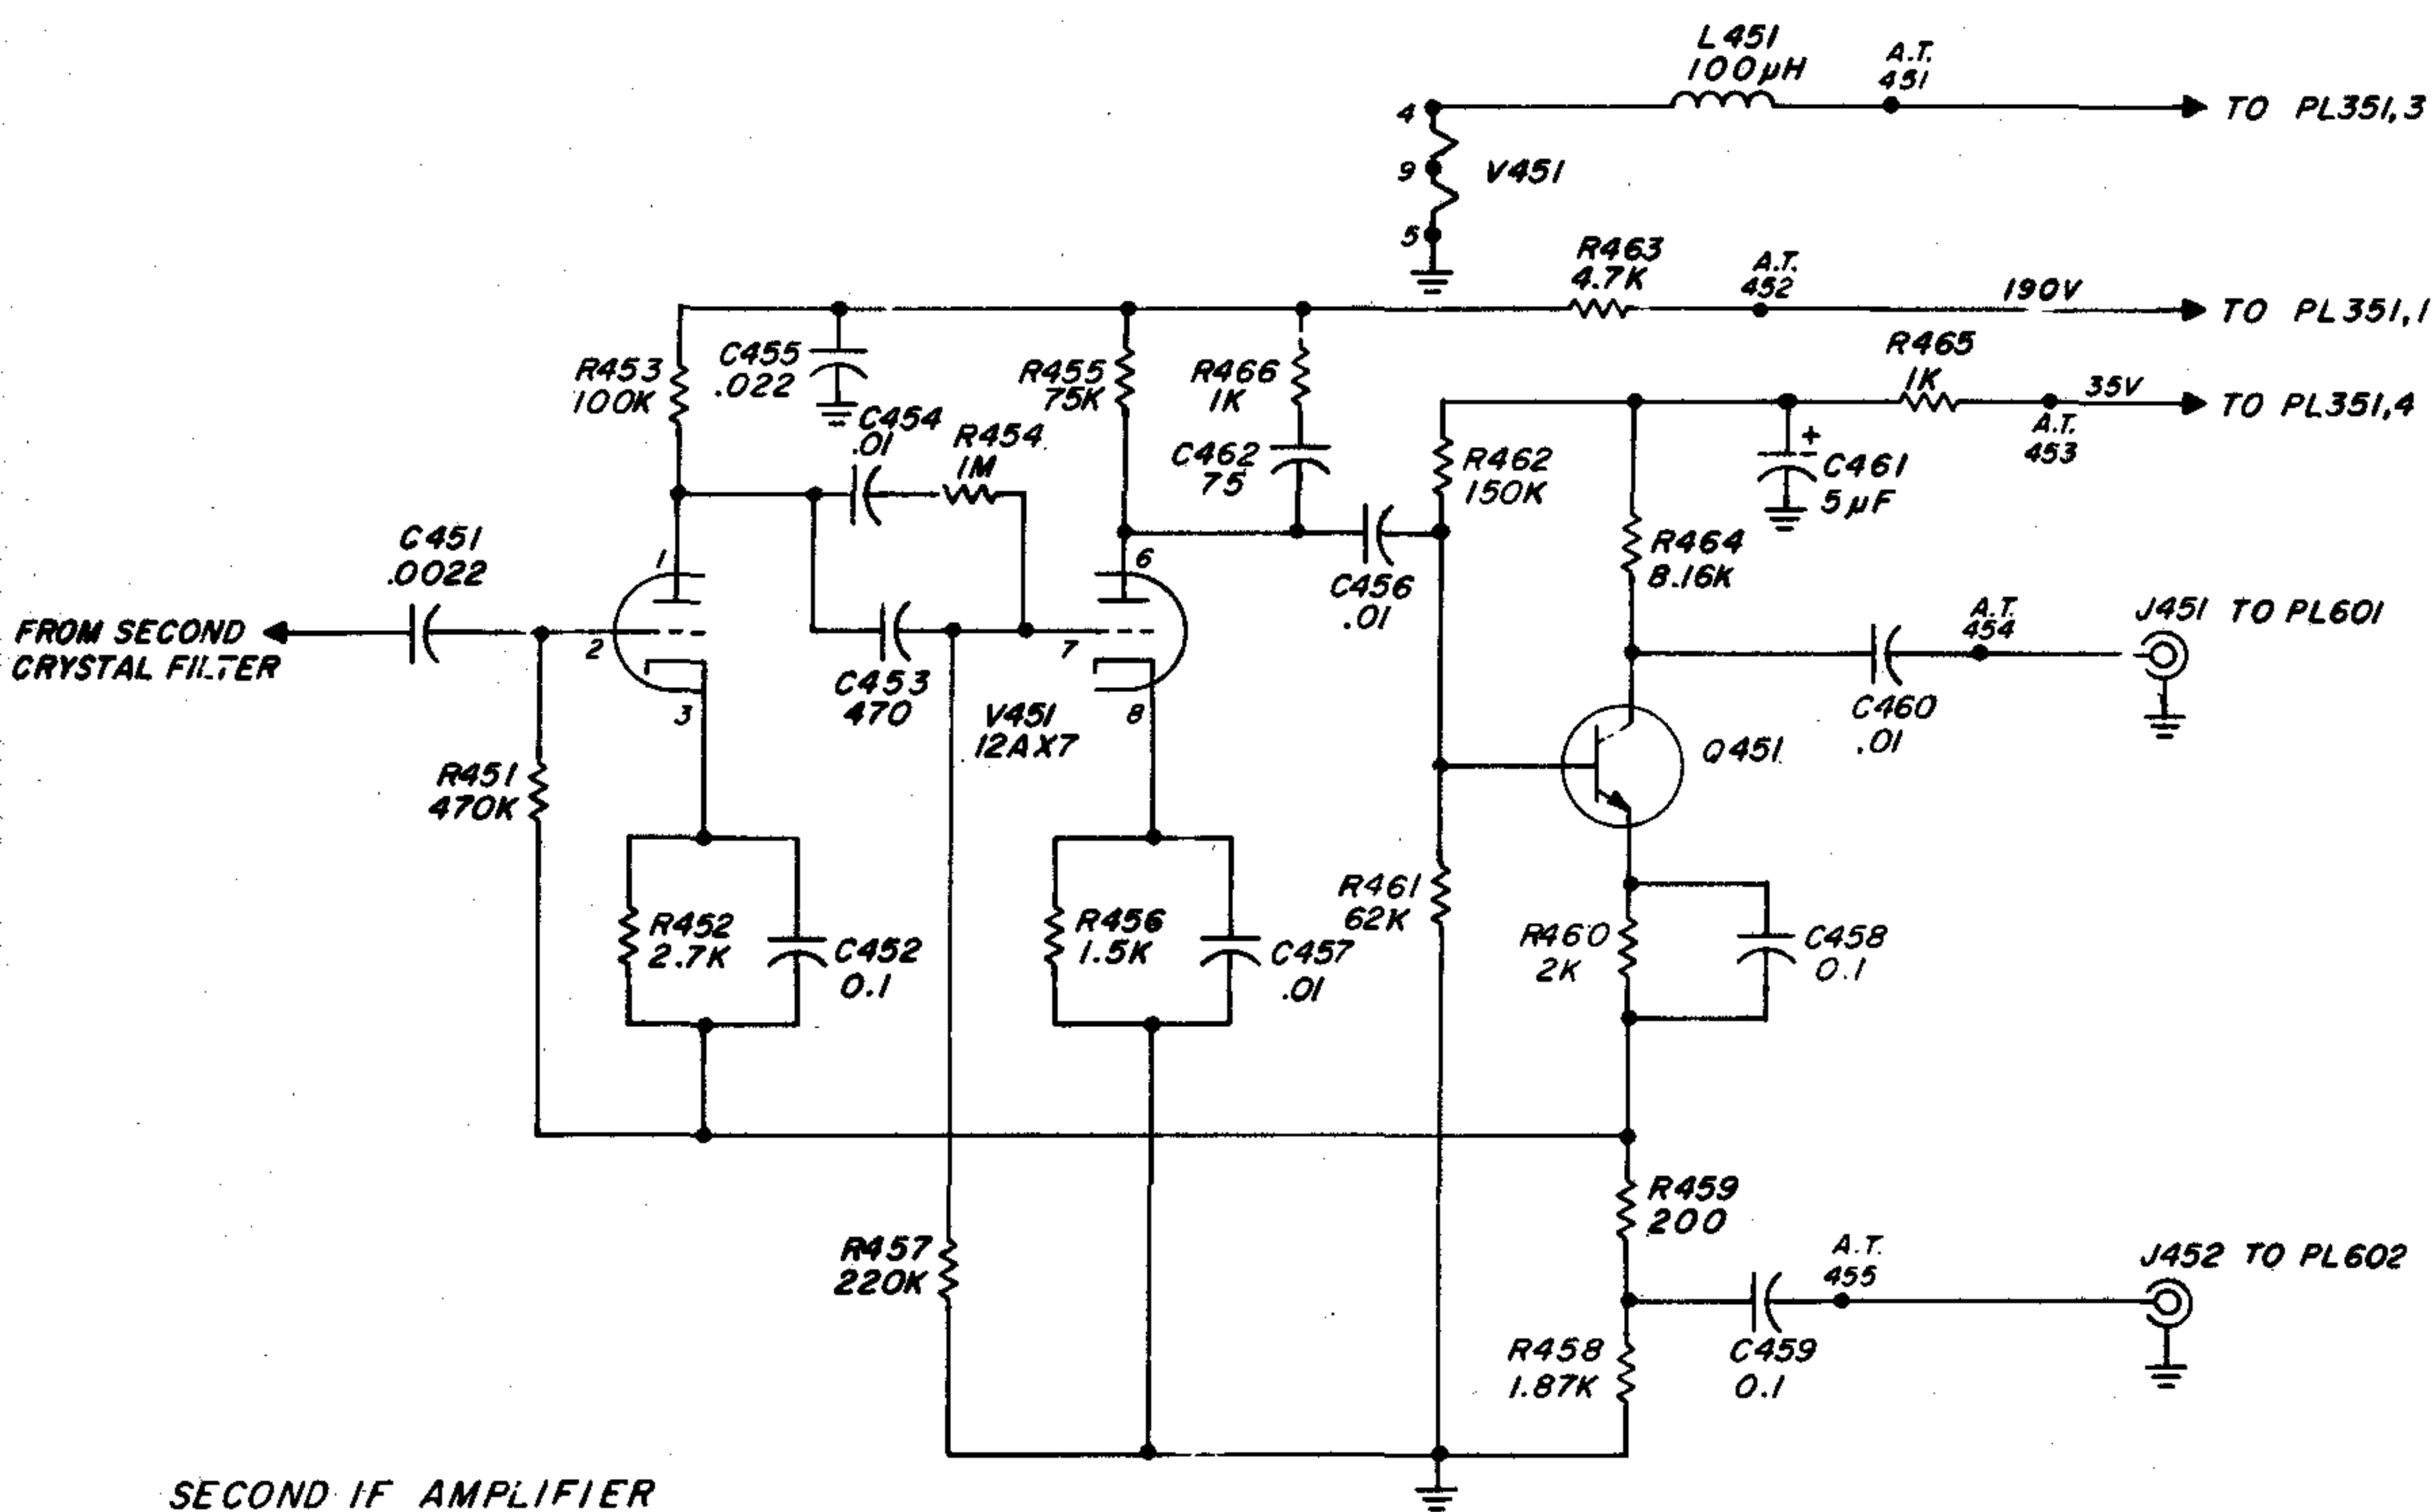 L451
100µH
A.T.
451
4
TO PL351,3
9
V451
5
R463
4.7K
A.T.
452
190V
TO PL351,1
R453
100K
C455
.022
R455
75K
R466
1K
R465
1K
35V
TO PL351,4
A.T.
453
C454
.01
R454
1M
C462
75
R462
150K
+
C461
5µF
C451
.0022
1
6
C456
.01
R464
8.16K
FROM SECOND
CRYSTAL FILTER
2
7
A.T.
454
J451 TO PL601
C453
470
3
V451
12AX7
8
C460
.01
Q451
R451
470K
R452
2.7K
C452
0.1
R456
1.5K
C457
.01
R461
62K
R460
2K
C458
0.1
R459
200
R457
220K
A.T.
455
J452 TO PL602
R458
1.87K
C459
0.1
SECOND IF AMPLIFIER